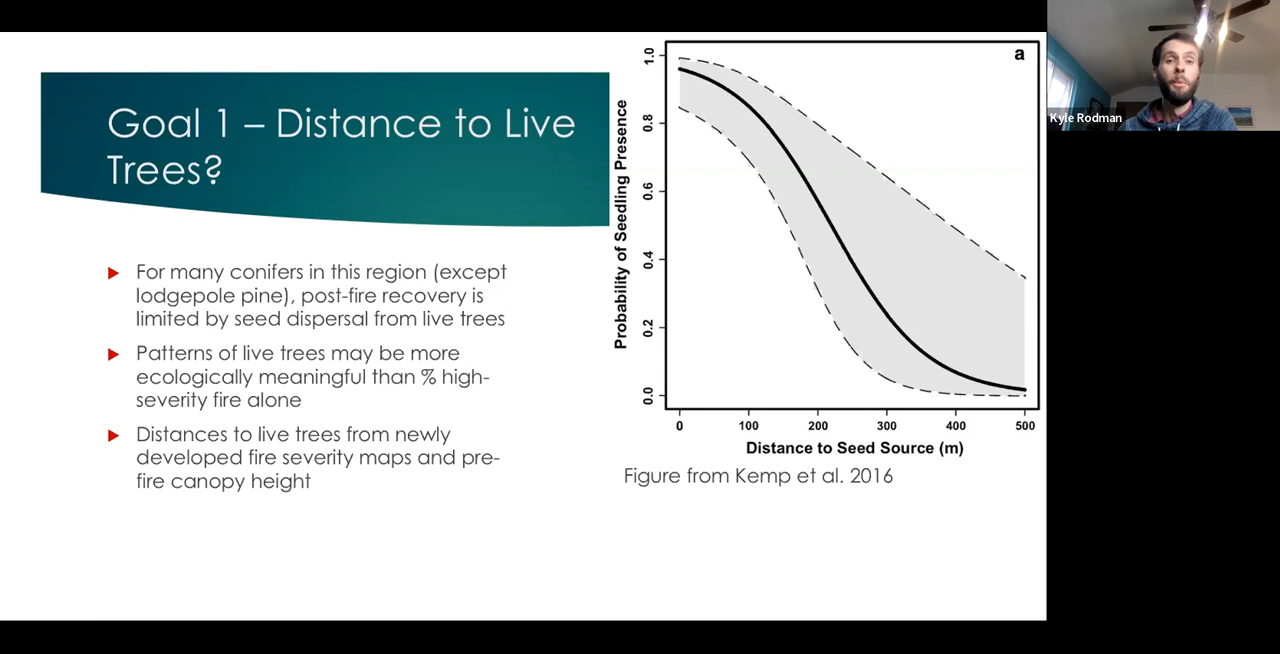 Goal 1 – Distance to Live
Trees?
For many conifers in this region (except
lodgepole pine), post-fire recovery is
limited by seed dispersal from live trees
Patterns of live trees may be more
ecologically meaningful than % high-
severity fire alone
Distances to live trees from newly
developed fire severity maps and pre-
fire canopy height
a
Probability of Seedling Presence
1.0
0.8
0.6
0.4
0.2
0.0
0 100 200 300 400 500
Distance to Seed Source (m)
Figure from Kemp et al. 2016
Kyle Rodman